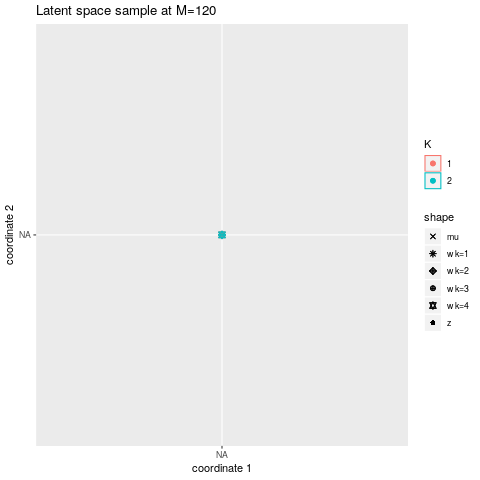 Latent space sample at M=120
coordinate 2
NA
NA
coordinate 1
K
1
2
shape
mu
w k=1
w k=2
w k=3
w k=4
z